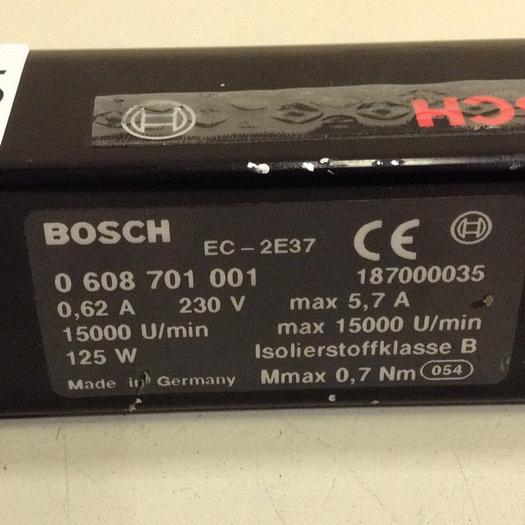 BOSCH EC-2E37 CE
0 608 701 001 187000035
0,62 A 230 V max 5,7 A
15000 U/min max 15000 U/min
125 W Isolierstoffklasse B
Made in Germany Mmax 0,7 Nm 054